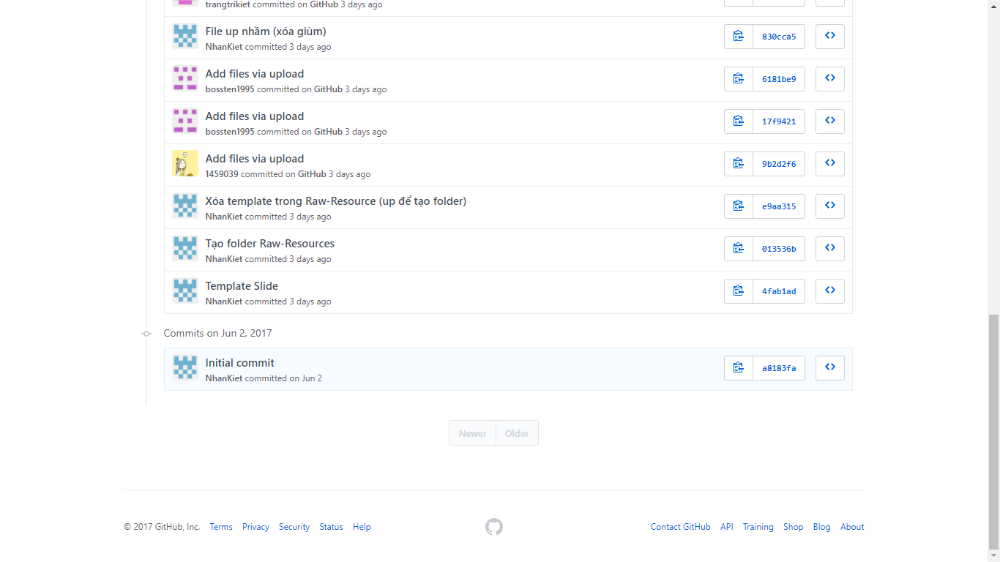 trangtrikiet committed on GitHub 3 days ago
File up nhầm (xóa giùm)
NhanKiet committed 3 days ago
830cca5
Add files via upload
bossten1995 committed on GitHub 3 days ago
6181be9
Add files via upload
bossten1995 committed on GitHub 3 days ago
17f9421
Add files via upload
1459039 committed on GitHub 3 days ago
9b2d2f6
Xóa template trong Raw-Resource (up để tạo folder)
NhanKiet committed 3 days ago
e9aa315
Tạo folder Raw-Resources
NhanKiet committed 3 days ago
013536b
Template Slide
NhanKiet committed 3 days ago
4fab1ad
Commits on Jun 2, 2017
Initial commit
NhanKiet committed on Jun 2
a8183fa
Newer Older
© 2017 GitHub, Inc. Terms Privacy Security Status Help Contact GitHub API Training Shop Blog About